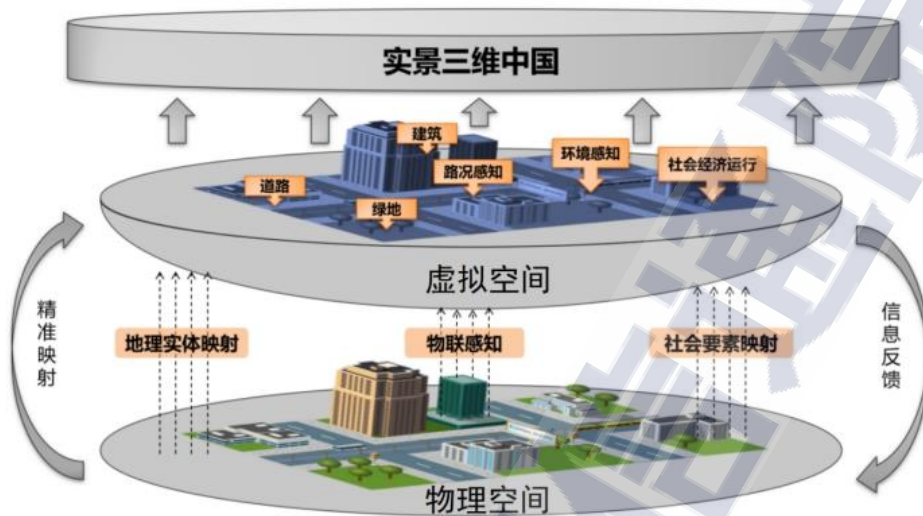 实景三维中国
建筑
环境感知
社会经济运行
路况感知
道路
绿地
虚拟空间
精准映射
地理实体映射
物联感知
社会要素映射
信息反馈
物理空间